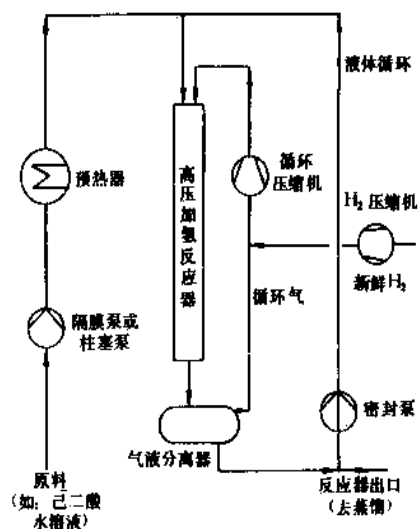 液体循环
循环
压缩机
预热器
H₂压缩机
高压加氢反应器
新鲜H₂
循环气
隔膜泵或
柱塞泵
密封泵
气液分离器
原料
(如:己二酸
水溶液)
反应器出口
(去蒸馏)